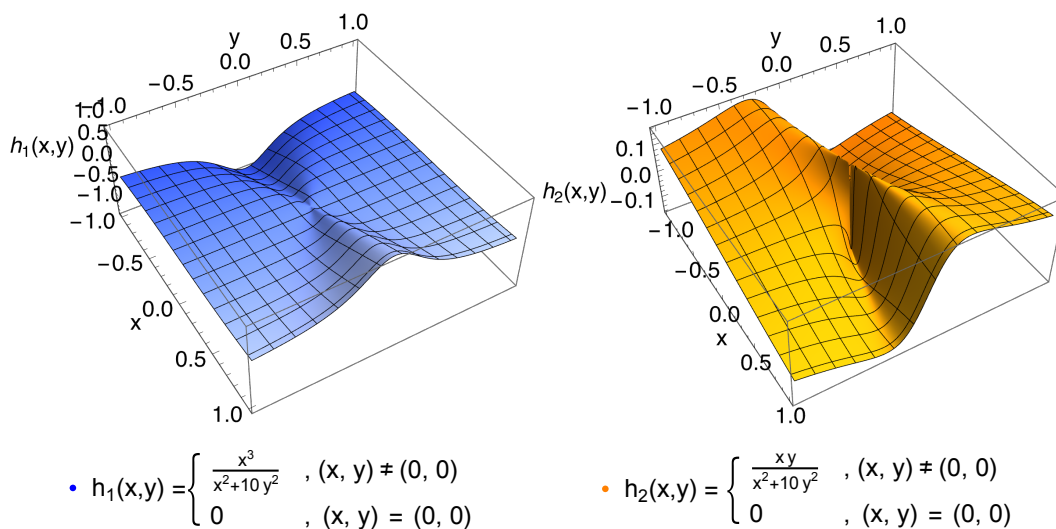 y
1.0
0.5
0.0
−0.5
−1.0
1.0
0.5
h₁(x,y) 0.0
−0.5
−1.0
−1.0
−0.5
0.0
x
0.5
1.0
y
1.0
0.5
0.0
−0.5
−1.0
0.1
0.0
h₂(x,y) −0.1
−1.0
−0.5
0.0
x
0.5
1.0
• h₁(x,y) = { x³/(x²+10 y²) , (x, y) ≠ (0, 0)
0 , (x, y) = (0, 0)
• h₂(x,y) = { x y/(x²+10 y²) , (x, y) ≠ (0, 0)
0 , (x, y) = (0, 0)